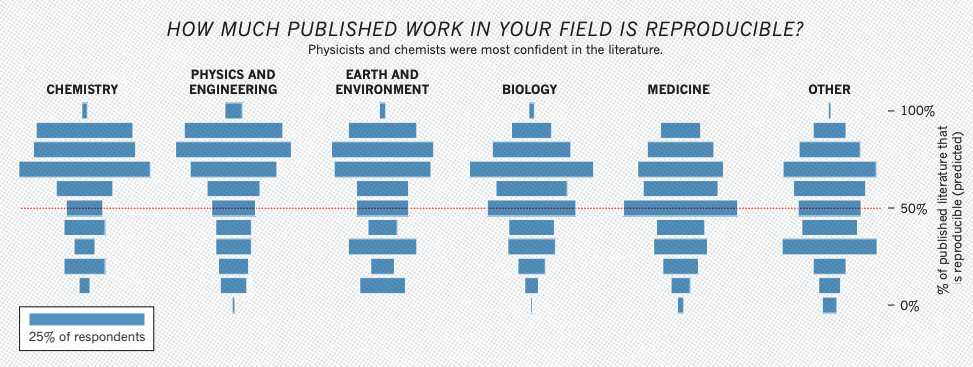 HOW MUCH PUBLISHED WORK IN YOUR FIELD IS REPRODUCIBLE?
Physicists and chemists were most confident in the literature.
CHEMISTRY
PHYSICS AND
ENGINEERING
EARTH AND
ENVIRONMENT
BIOLOGY
MEDICINE
OTHER
100%
50%
0%
% of published literature that
is reproducible (predicted)
25% of respondents